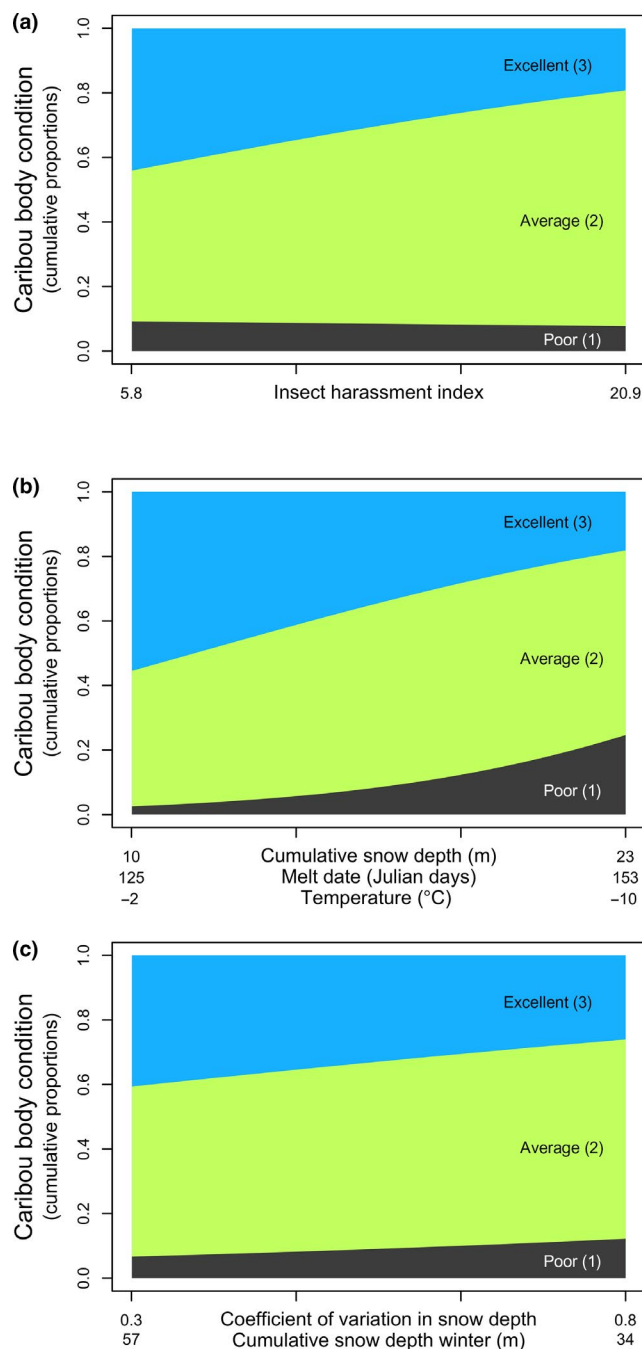 (a)
Caribou body condition
(cumulative proportions)
1.0
0.8
0.6
0.4
0.2
0.0
Excellent (3)
Average (2)
Poor (1)
5.8 Insect harassment index 20.9
(b)
Caribou body condition
(cumulative proportions)
1.0
0.8
0.6
0.4
0.2
0.0
Excellent (3)
Average (2)
Poor (1)
10 Cumulative snow depth (m) 23
125 Melt date (Julian days) 153
−2 Temperature (°C) −10
(c)
Caribou body condition
(cumulative proportions)
1.0
0.8
0.6
0.4
0.2
0.0
Excellent (3)
Average (2)
Poor (1)
0.3 Coefficient of variation in snow depth 0.8
57 Cumulative snow depth winter (m) 34